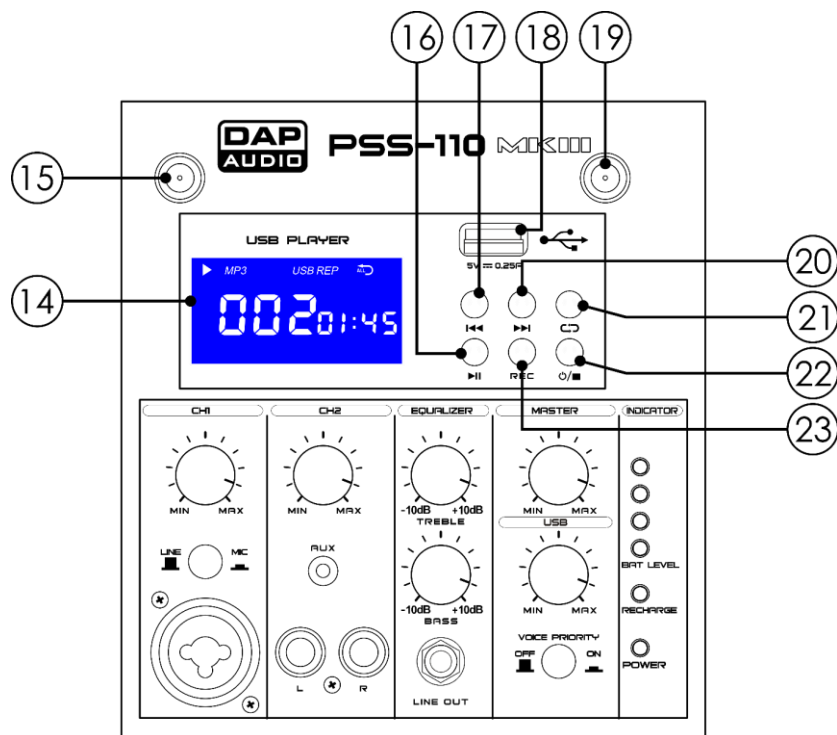 16 17 18 19
DAP AUDIO PSS-110 MKIII
15
USB PLAYER
5V 0.25A
MP3 USB REP ALL
14
002 01:45
20
21
REC
22
23
CH1 CH2 EQUALIZER MASTER INDICATOR
MIN MAX MIN MAX -10dB +10dB MIN MAX
TREBLE USB
LINE MIC AUX
BAT LEVEL
-10dB +10dB MIN MAX
BASS
RECHARGE
VOICE PRIORITY
OFF ON
POWER
L R
LINE OUT